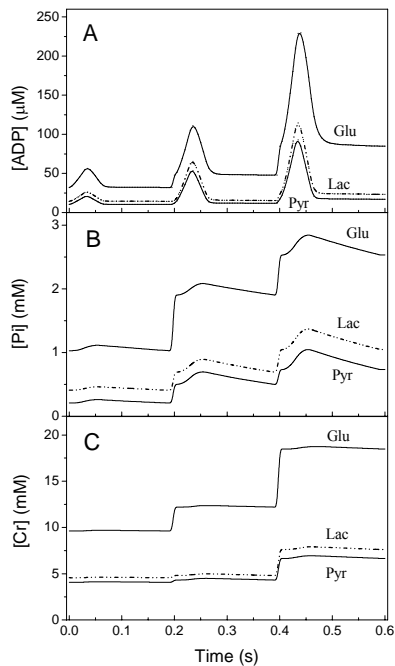 A
[ADP] (μM)
250
200
150
100
50
0
Glu
Lac
Pyr
B
[Pi] (mM)
3
2
1
0
Glu
Lac
Pyr
C
[Cr] (mM)
20
15
10
5
0
Glu
Lac
Pyr
0.0 0.1 0.2 0.3 0.4 0.5 0.6
Time (s)